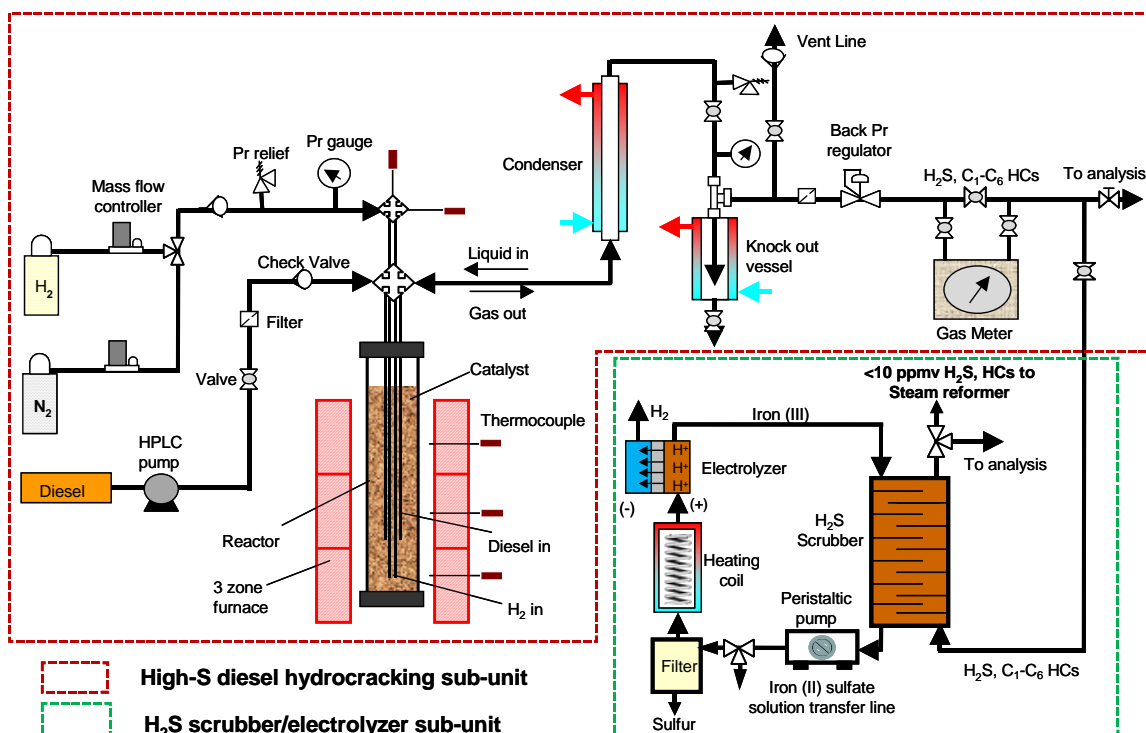 Vent Line
Pr gauge
Pr relief
Mass flow
controller
Condenser
Back Pr
regulator
H2S, C1-C6 HCs
To analysis
H2
Check Valve
Liquid in
Gas out
Knock out
vessel
Gas Meter
Filter
N2
Valve
Catalyst
Thermocouple
HPLC
pump
Diesel
Reactor
3 zone
furnace
Diesel in
H2 in
<10 ppmv H2S, HCs to
Steam reformer
H2
Iron (III)
H+
H+
H+
Electrolyzer
To analysis
(-)
(+)
H2S
Scrubber
Heating
coil
Peristaltic
pump
Filter
Iron (II) sulfate
solution transfer line
H2S, C1-C6 HCs
Sulfur
High-S diesel hydrocracking sub-unit
H2S scrubber/electrolyzer sub-unit